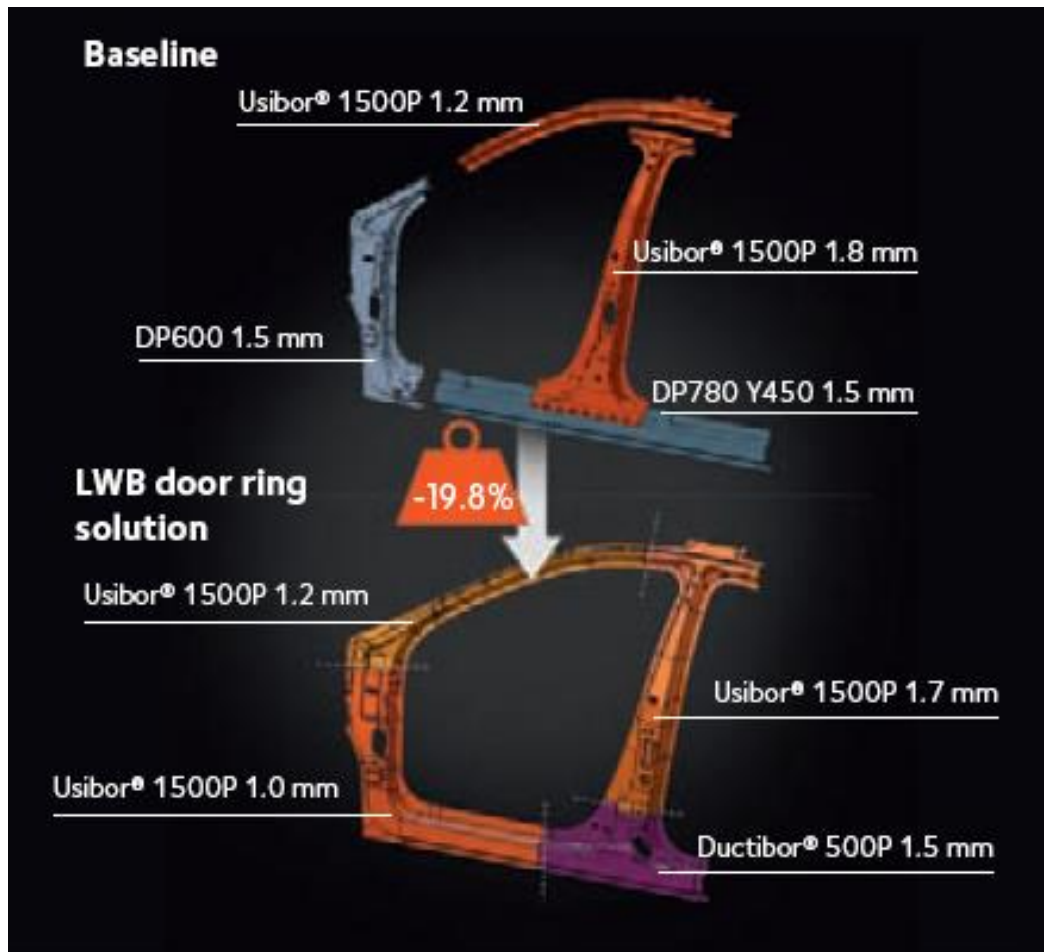 Baseline
Usibor® 1500P 1.2 mm
Usibor® 1500P 1.8 mm
DP600 1.5 mm
DP780 Y450 1.5 mm
LWB door ring
solution
-19.8%
Usibor® 1500P 1.2 mm
Usibor® 1500P 1.7 mm
Usibor® 1500P 1.0 mm
Ductibor® 500P 1.5 mm